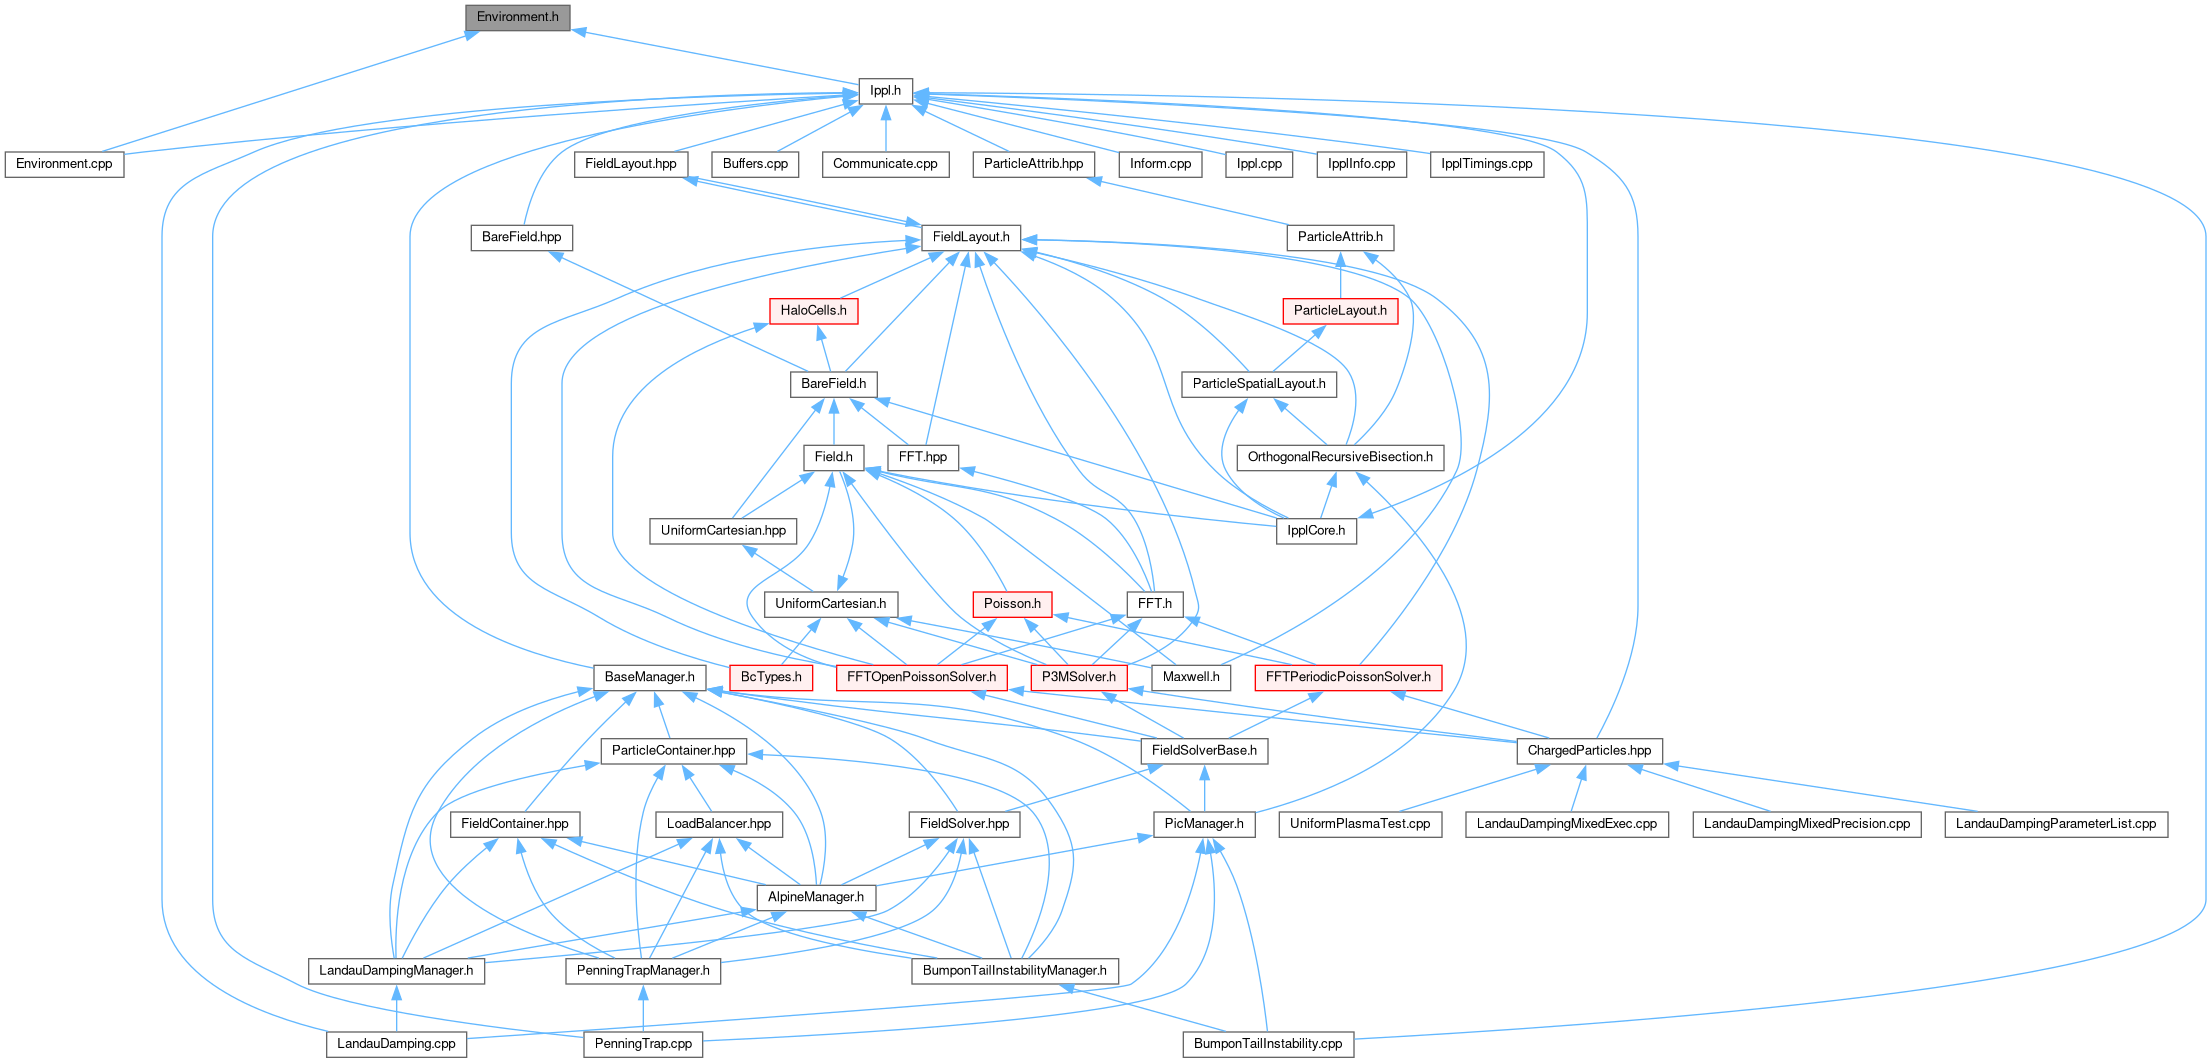 Environment.h
Ippl.h
Environment.cpp
FieldLayout.hpp
Buffers.cpp
Communicate.cpp
ParticleAttrib.hpp
Inform.cpp
Ippl.cpp
IpplInfo.cpp
IpplTimings.cpp
BareField.hpp
FieldLayout.h
ParticleAttrib.h
HaloCells.h
ParticleLayout.h
BareField.h
ParticleSpatialLayout.h
Field.h
FFT.hpp
OrthogonalRecursiveBisection.h
UniformCartesian.hpp
IpplCore.h
UniformCartesian.h
Poisson.h
FFT.h
BaseManager.h
BcTypes.h
FFTOpenPoissonSolver.h
P3MSolver.h
Maxwell.h
FFTPeriodicPoissonSolver.h
ParticleContainer.hpp
FieldSolverBase.h
ChargedParticles.hpp
FieldContainer.hpp
LoadBalancer.hpp
FieldSolver.hpp
PicManager.h
UniformPlasmaTest.cpp
LandauDampingMixedExec.cpp
LandauDampingMixedPrecision.cpp
LandauDampingParameterList.cpp
AlpineManager.h
LandauDampingManager.h
PenningTrapManager.h
BumponTailInstabilityManager.h
LandauDamping.cpp
PenningTrap.cpp
BumponTailInstability.cpp